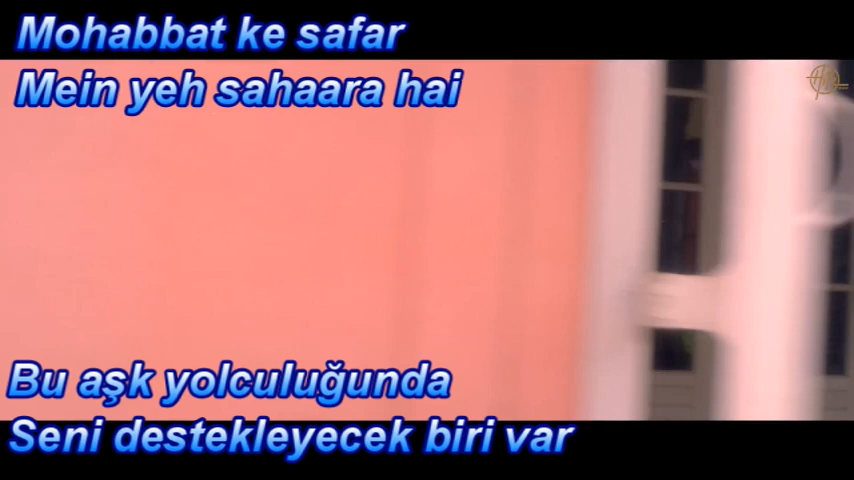 Mohabbat ke safar
Mein yeh sahaara hai
Bu aşk yolculuğunda
Seni destekleyecek biri var